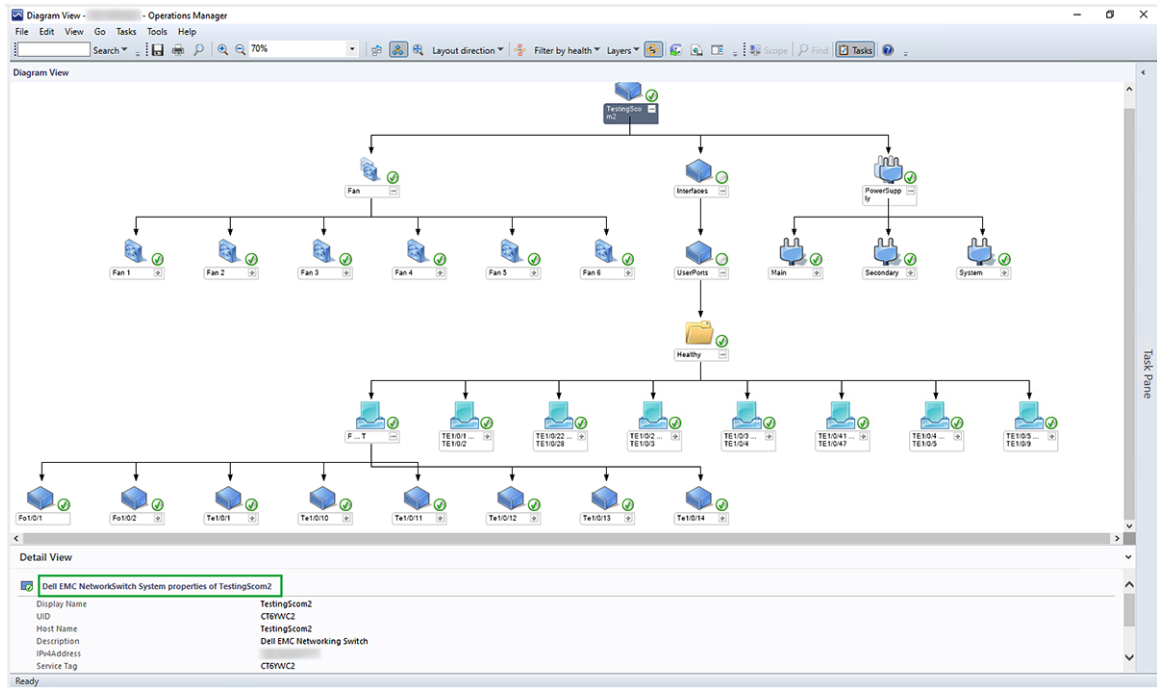 Diagram View - - Operations Manager
File Edit View Go Tasks Tools Help
Search 70% Layout direction Filter by health Layers Scope Find Tasks
Diagram View
TestingSco
m2
Fan Interfaces PowerSupp
ly
Fan 1 Fan 2 Fan 3 Fan 4 Fan 5 Fan 6 UserPorts Main Secondary System
Healthy
F ... T TE1/0/1 ... TE1/0/22 ... TE1/0/2 ... TE1/0/3 ... TE1/0/41 ... TE1/0/4 ... TE1/0/5 ...
TE1/0/2 TE1/0/28 TE1/0/3 TE1/0/4 TE1/0/47 TE1/0/5 TE1/0/9
Fo1/0/1 Fo1/0/2 Te1/0/1 Te1/0/10 Te1/0/11 Te1/0/12 Te1/0/13 Te1/0/14
Task Pane
Detail View
Dell EMC NetworkSwitch System properties of TestingScom2
Display Name TestingScom2
UID CT6YWC2
Host Name TestingScom2
Description Dell EMC Networking Switch
IPv4Address
Service Tag CT6YWC2
Ready